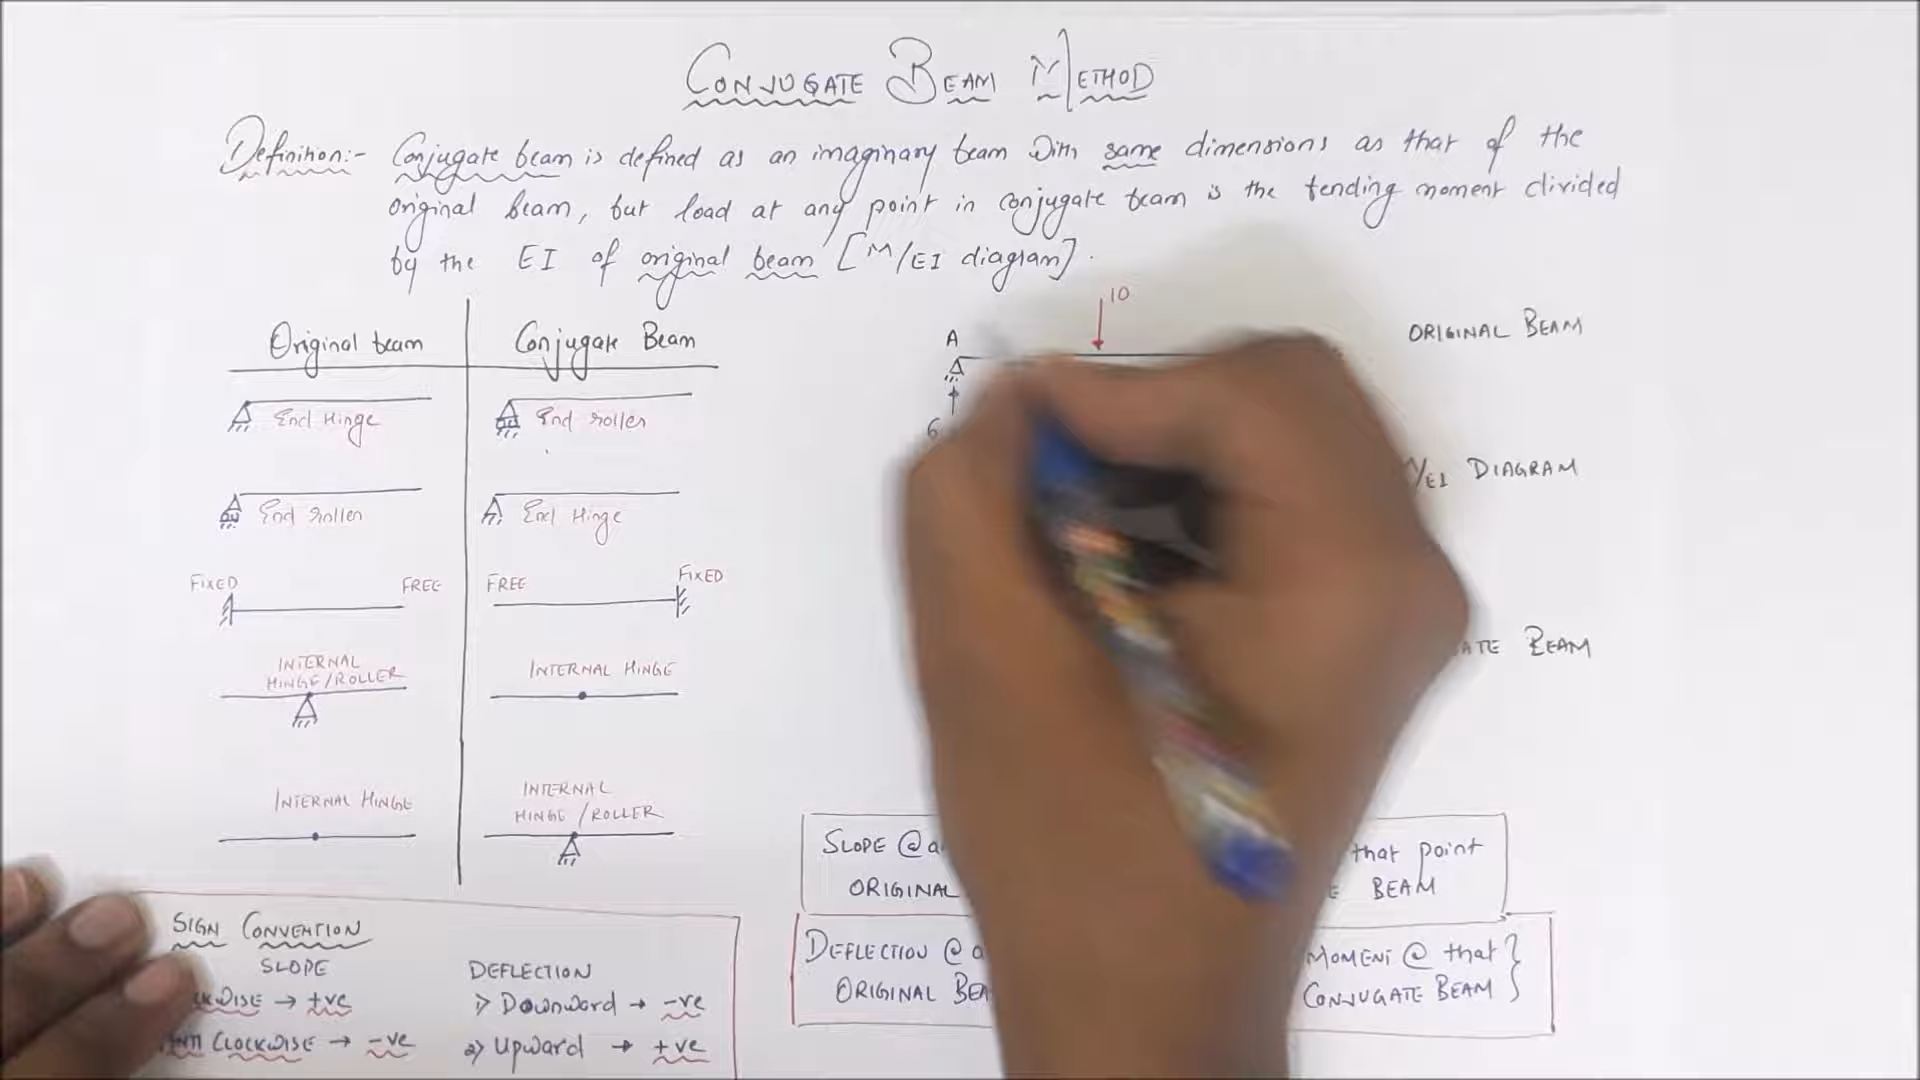 CONJUGATE BEAM METHOD
Definition:- Conjugate beam is defined as an imaginary beam with same dimensions as that of the
original beam, but load at any point in conjugate beam is the bending moment divided
by the EI of original beam [M/EI diagram].
Original beam
Conjugate Beam
End Hinge
End roller
End roller
End Hinge
FIXED
FREE
FREE
FIXED
INTERNAL
HINGE/ROLLER
INTERNAL HINGE
INTERNAL HINGE
INTERNAL
HINGE/ROLLER
SIGN CONVENTION
SLOPE
→ +ve
CLOCKWISE → -ve
DEFLECTION
1) Downward → -ve
2) Upward → +ve
10
A
6
ORIGINAL BEAM
/EI DIAGRAM
BEAM
SLOPE @
that point
ORIGINAL
BEAM
DEFLECTION @
MOMENT @ that
ORIGINAL
CONJUGATE BEAM